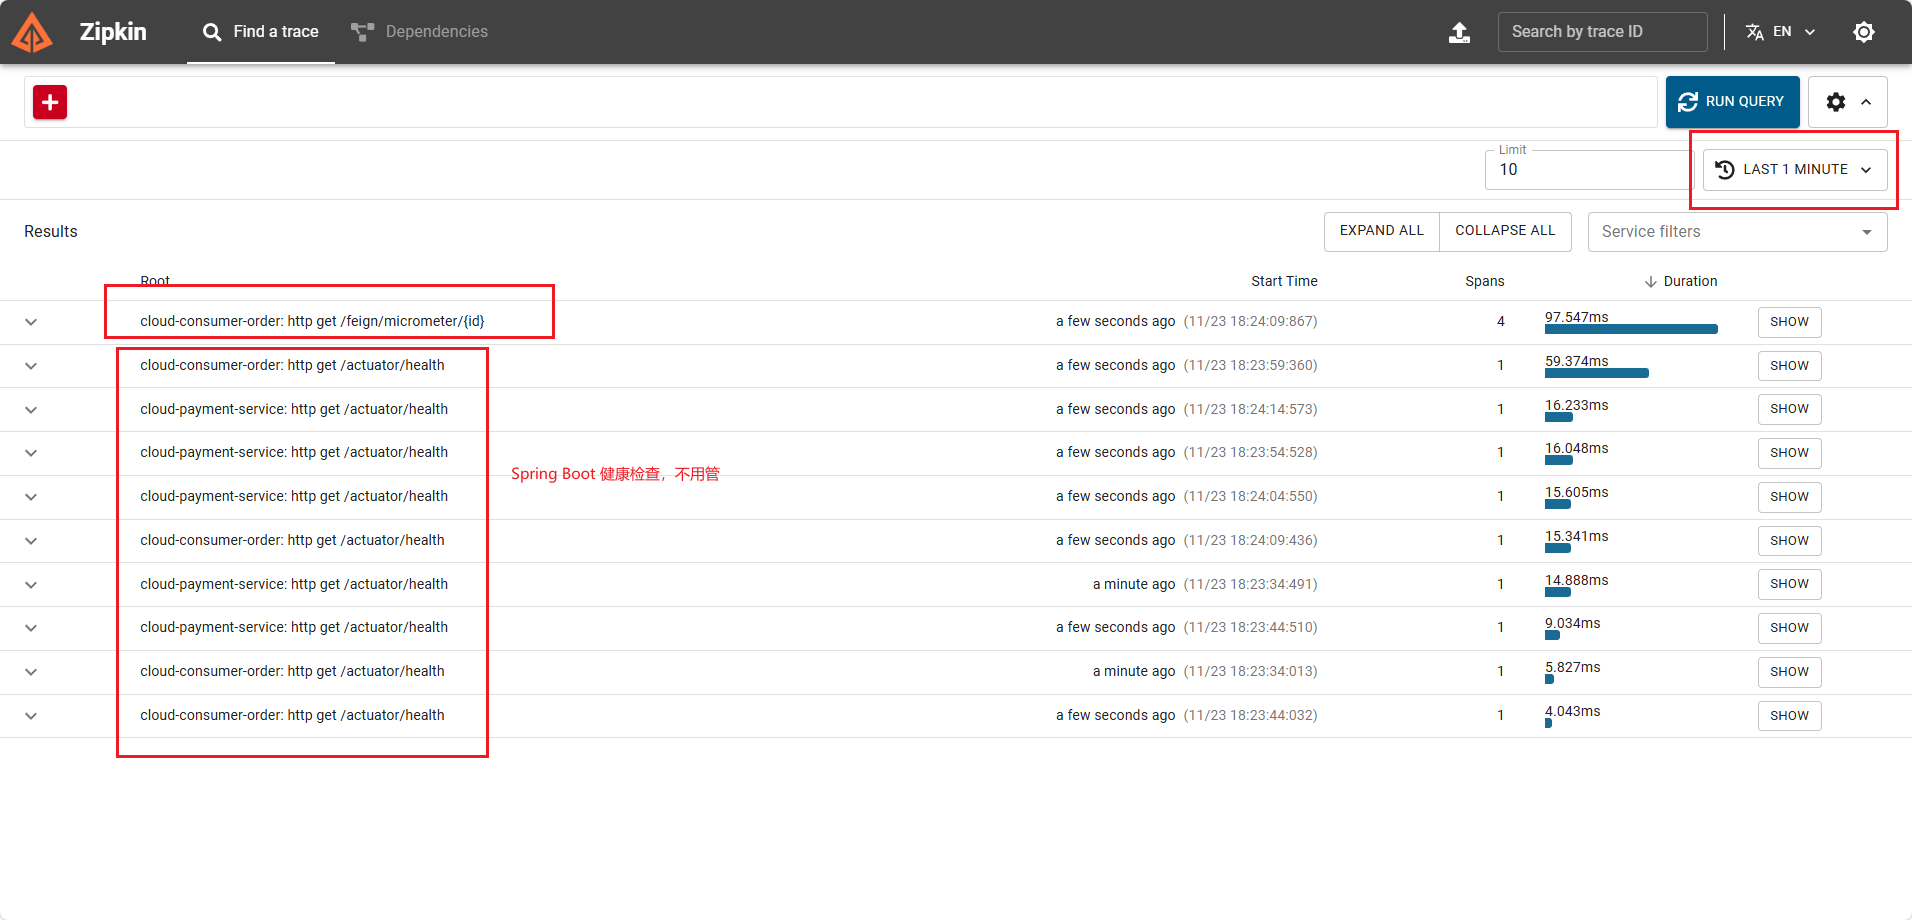 Zipkin Find a trace Dependencies Search by trace ID EN
RUN QUERY
Limit
10 LAST 1 MINUTE
Results EXPAND ALL COLLAPSE ALL Service filters
Root Start Time Spans Duration
cloud-consumer-order: http get /feign/micrometer/{id} a few seconds ago (11/23 18:24:09:867) 4 97.547ms SHOW
cloud-consumer-order: http get /actuator/health a few seconds ago (11/23 18:23:59:360) 1 59.374ms SHOW
cloud-payment-service: http get /actuator/health a few seconds ago (11/23 18:24:14:573) 1 16.233ms SHOW
cloud-payment-service: http get /actuator/health a few seconds ago (11/23 18:23:54:528) 1 16.048ms SHOW
Spring Boot 健康检查，不用管
cloud-payment-service: http get /actuator/health a few seconds ago (11/23 18:24:04:550) 1 15.605ms SHOW
cloud-consumer-order: http get /actuator/health a few seconds ago (11/23 18:24:09:436) 1 15.341ms SHOW
cloud-payment-service: http get /actuator/health a minute ago (11/23 18:23:34:491) 1 14.888ms SHOW
cloud-payment-service: http get /actuator/health a few seconds ago (11/23 18:23:44:510) 1 9.034ms SHOW
cloud-consumer-order: http get /actuator/health a minute ago (11/23 18:23:34:013) 1 5.827ms SHOW
cloud-consumer-order: http get /actuator/health a few seconds ago (11/23 18:23:44:032) 1 4.043ms SHOW